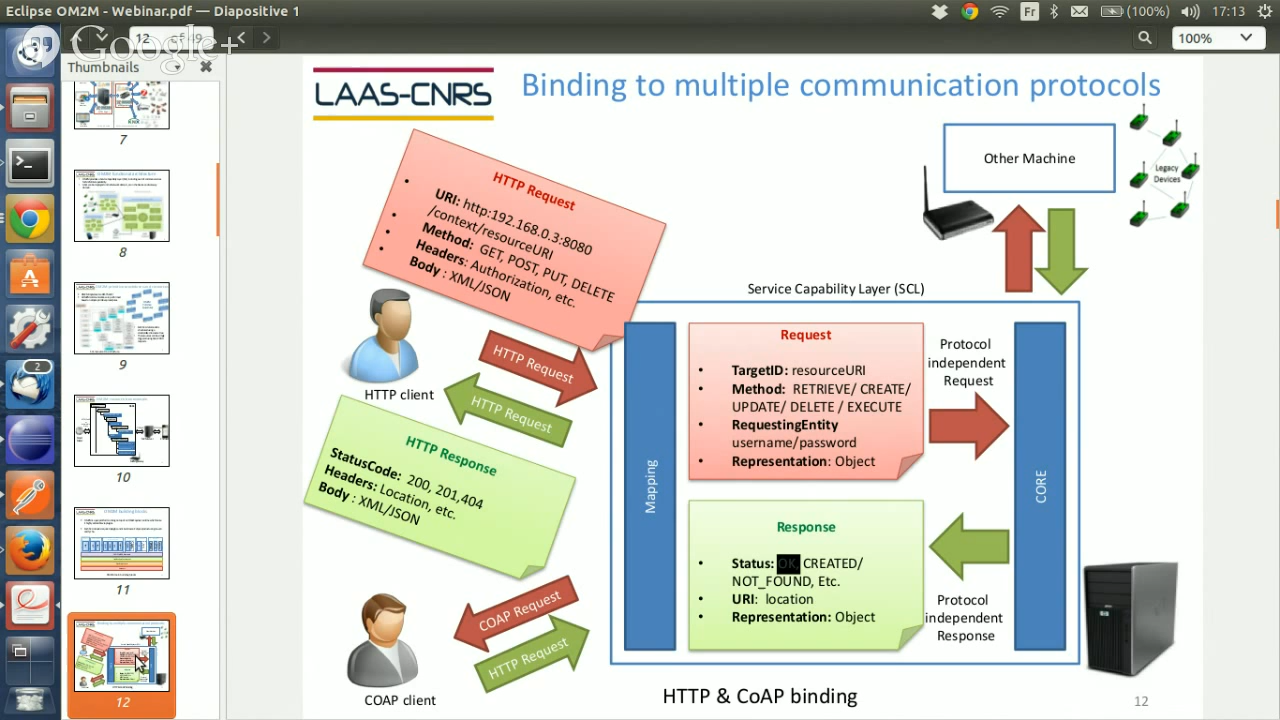 Eclipse OM2M - Webinar.pdf — Diapositive 1
Fr
(100%)
17:13
Google+
12
of 49
100%
Thumbnails
7
8
9
10
11
12
2
LAAS-CNRS
Binding to multiple communication protocols
HTTP Request
• URI: http:192.168.0.3:8080
/context/resourceURI
• Method: GET, POST, PUT, DELETE
• Headers: Authorization, etc.
• Body : XML/JSON
Other Machine
Legacy
Devices
Service Capability Layer (SCL)
HTTP client
HTTP Request
HTTP Request
HTTP Response
StatusCode: 200, 201,404
Headers: Location, etc.
Body : XML/JSON
COAP Request
HTTP Request
COAP client
Mapping
Request
• TargetID: resourceURI
• Method: RETRIEVE/ CREATE/
UPDATE/ DELETE / EXECUTE
• RequestingEntity
username/password
• Representation: Object
Protocol
independent
Request
CORE
Response
• Status: OK, CREATED/
NOT_FOUND, Etc.
• URI: location
• Representation: Object
Protocol
independent
Response
HTTP & CoAP binding
12